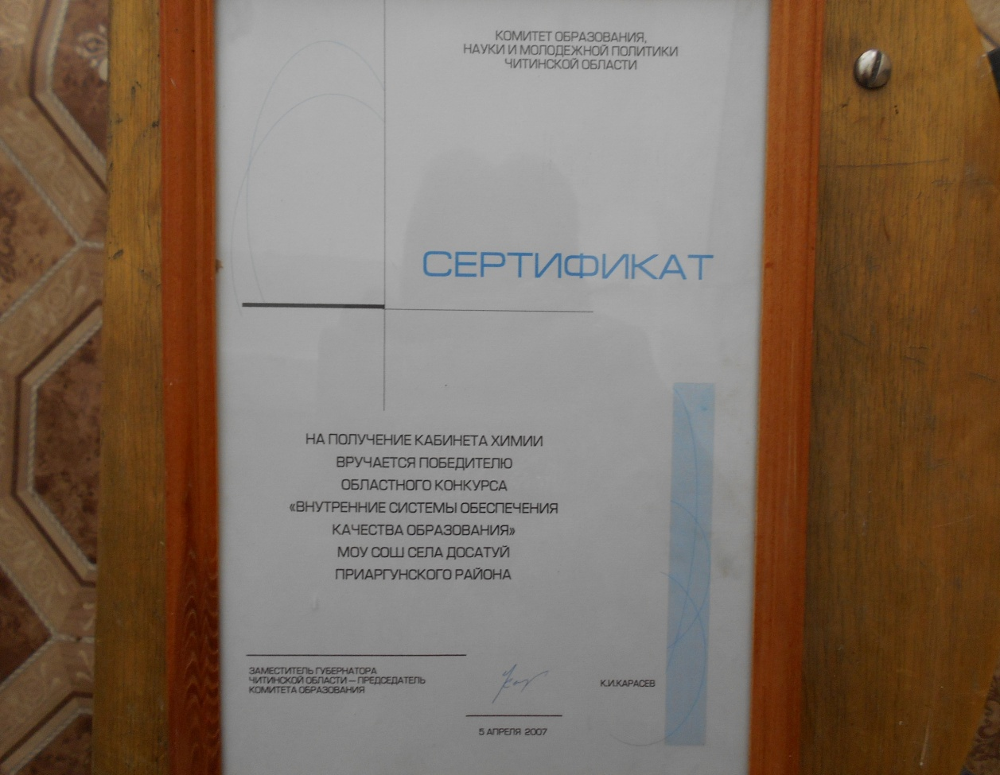 КОМИТЕТ ОБРАЗОВАНИЯ,
НАУКИ И МОЛОДЕЖНОЙ ПОЛИТИКИ
ЧИТИНСКОЙ ОБЛАСТИ
СЕРТИФИКАТ
НА ПОЛУЧЕНИЕ КАБИНЕТА ХИМИИ
ВРУЧАЕТСЯ ПОБЕДИТЕЛЮ
ОБЛАСТНОГО КОНКУРСА
«ВНУТРЕННИЕ СИСТЕМЫ ОБЕСПЕЧЕНИЯ
КАЧЕСТВА ОБРАЗОВАНИЯ»
МОУ СОШ СЕЛА ДОСАТУЙ
ПРИАРГУНСКОГО РАЙОНА
ЗАМЕСТИТЕЛЬ ГУБЕРНАТОРА
ЧИТИНСКОЙ ОБЛАСТИ – ПРЕДСЕДАТЕЛЬ
КОМИТЕТА ОБРАЗОВАНИЯ
К.И.КАРАСЕВ
5 АПРЕЛЯ 2007